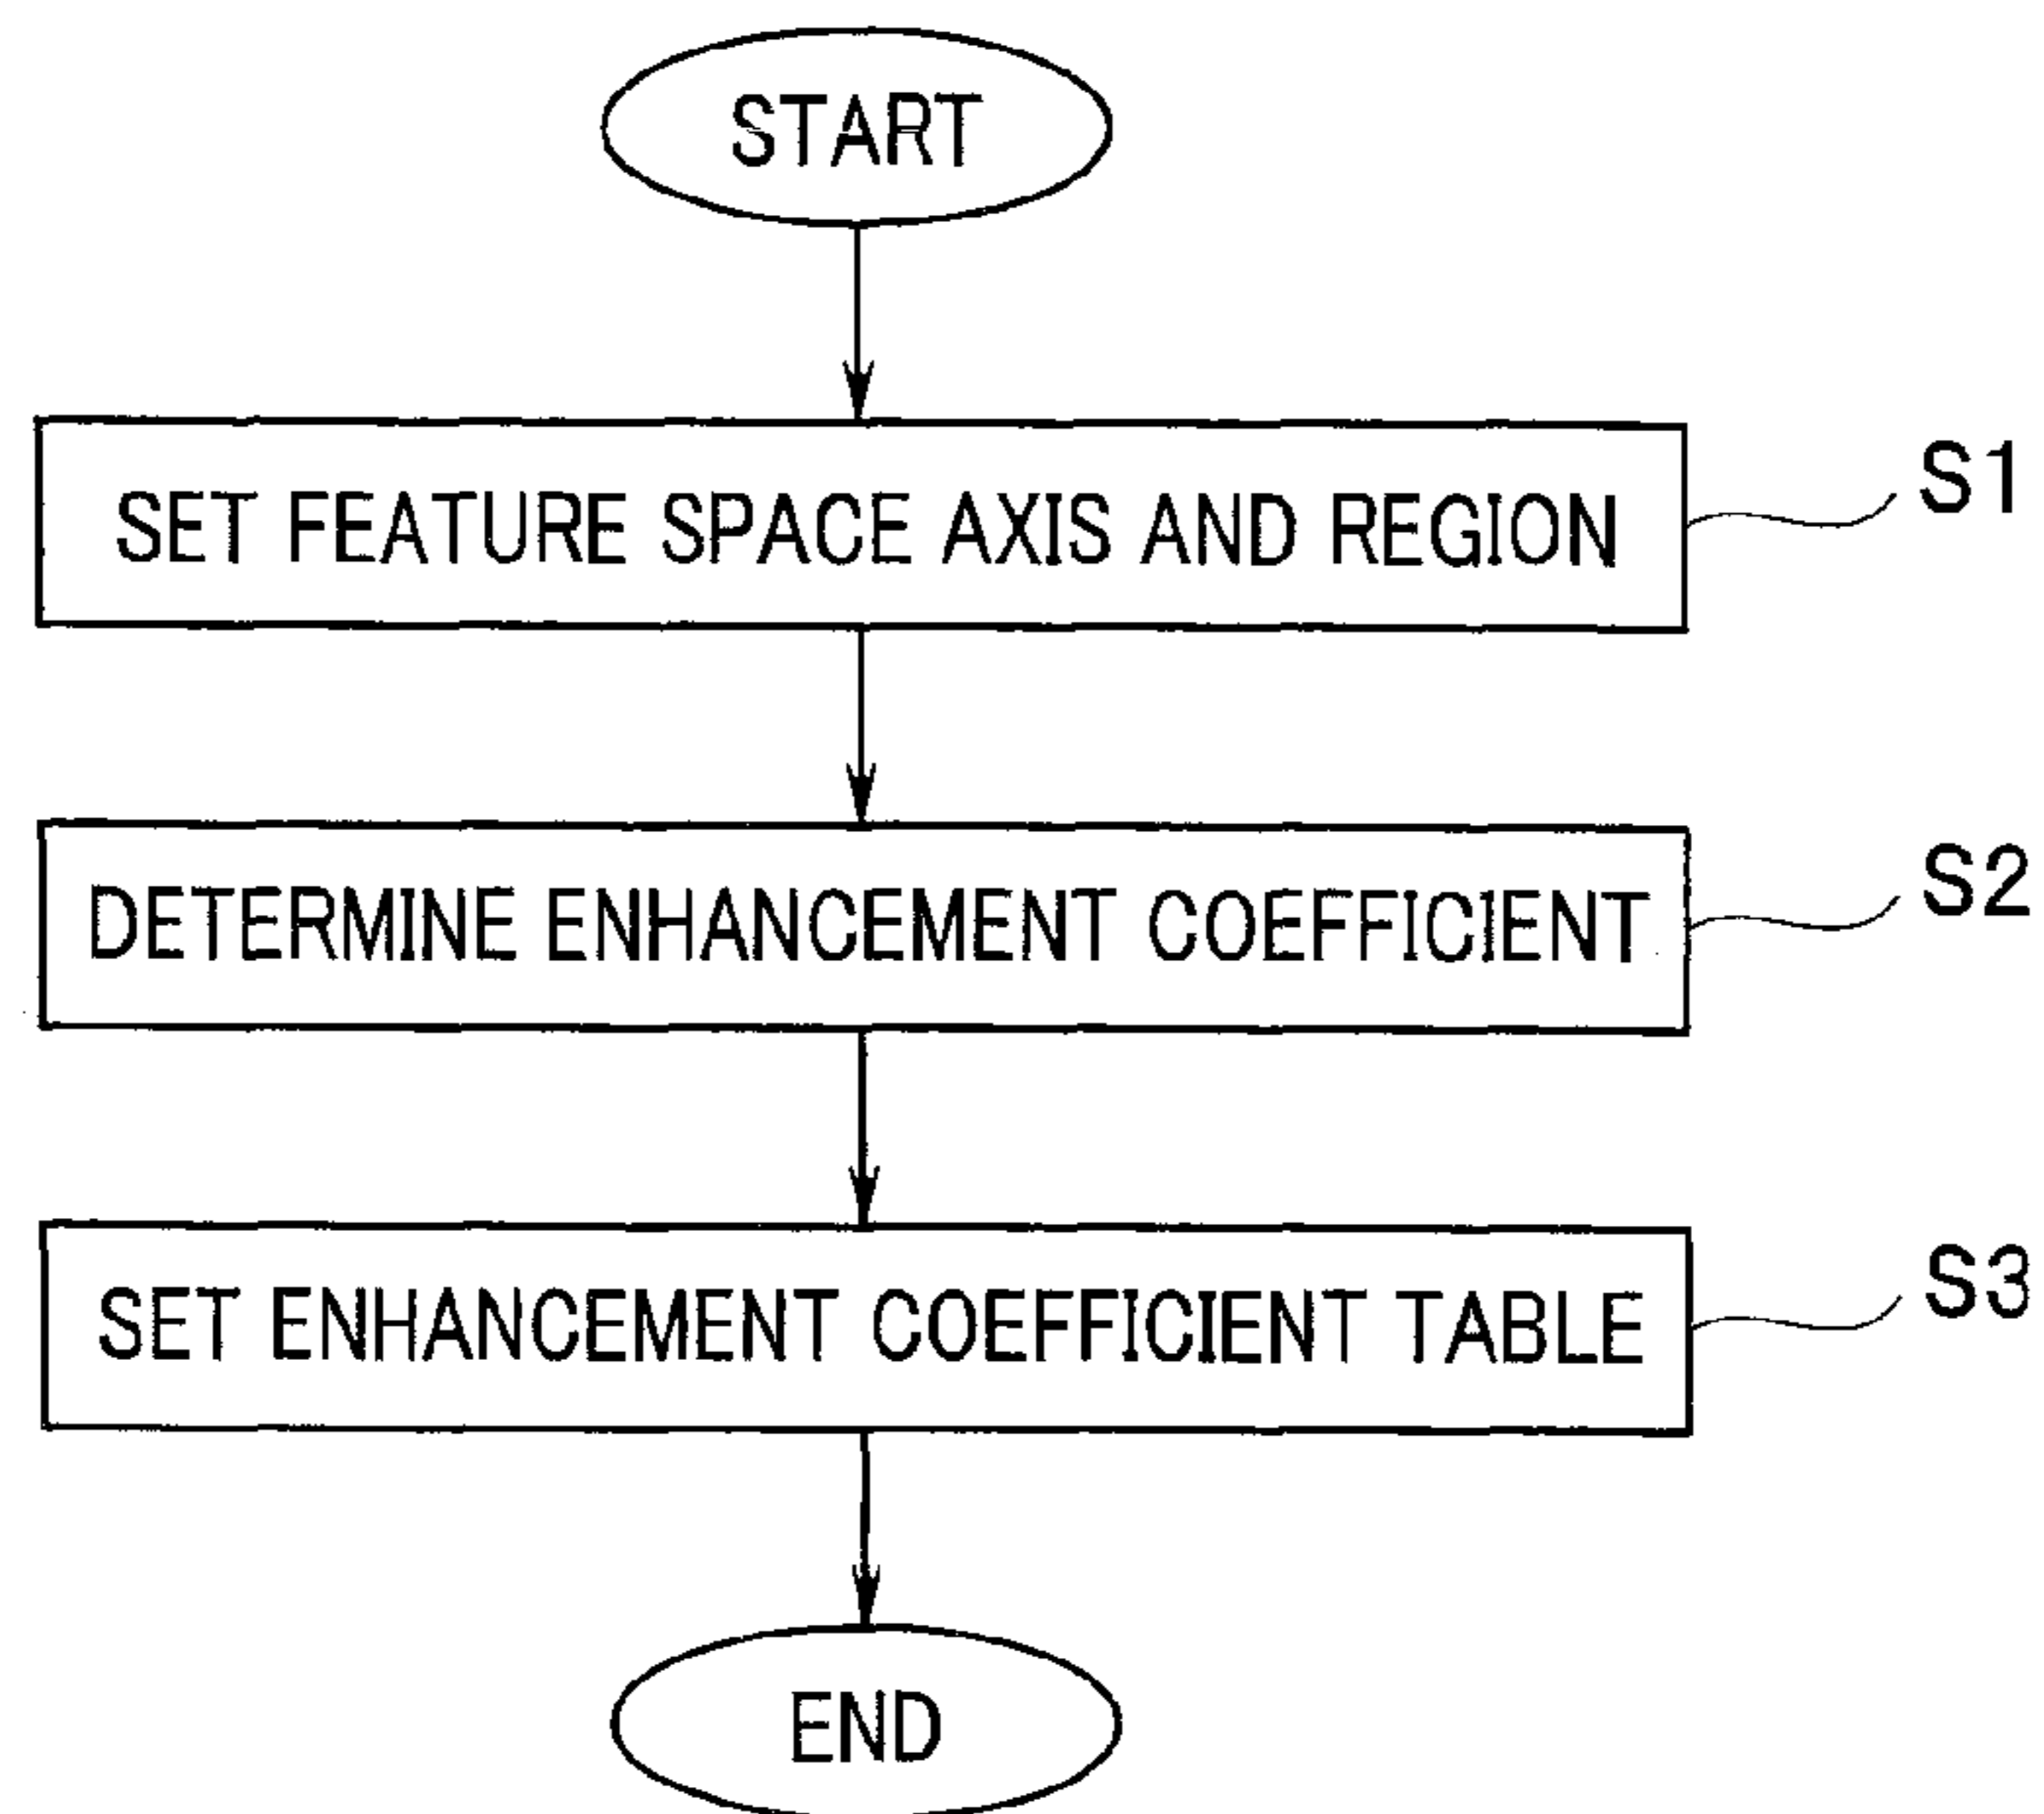 START
SET FEATURE SPACE AXIS AND REGION
S1
DETERMINE ENHANCEMENT COEFFICIENT
S2
SET ENHANCEMENT COEFFICIENT TABLE
S3
END